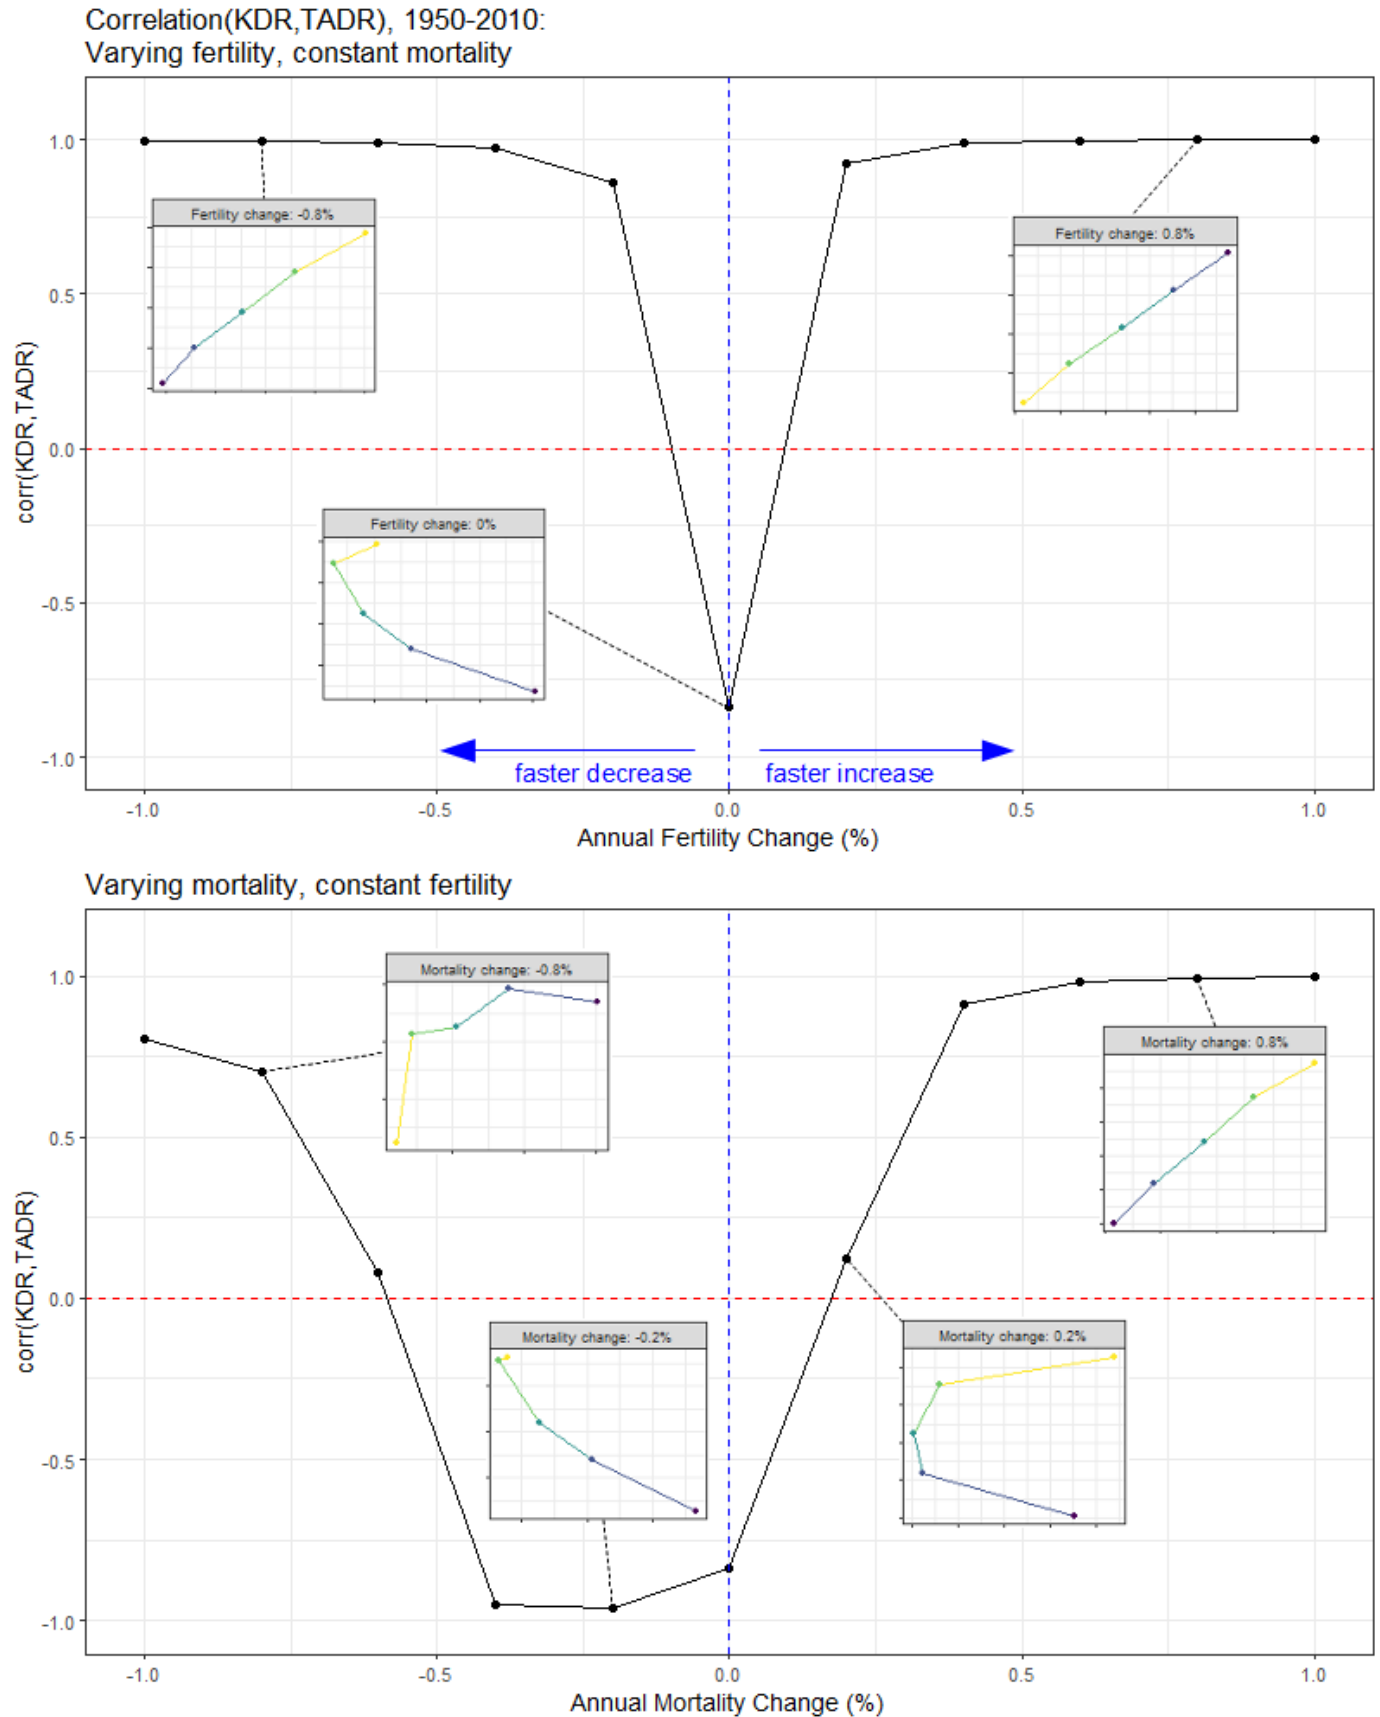 Correlation(KDR,TADR), 1950-2010:
Varying fertility, constant mortality
corr(KDR,TADR)
1.0
0.5
0.0
-0.5
-1.0
Fertility change: -0.8%
Fertility change: 0.8%
Fertility change: 0%
faster decrease
faster increase
-1.0
-0.5
0.0
0.5
1.0
Annual Fertility Change (%)
Varying mortality, constant fertility
corr(KDR,TADR)
1.0
0.5
0.0
-0.5
-1.0
Mortality change: -0.8%
Mortality change: 0.8%
Mortality change: -0.2%
Mortality change: 0.2%
-1.0
-0.5
0.0
0.5
1.0
Annual Mortality Change (%)